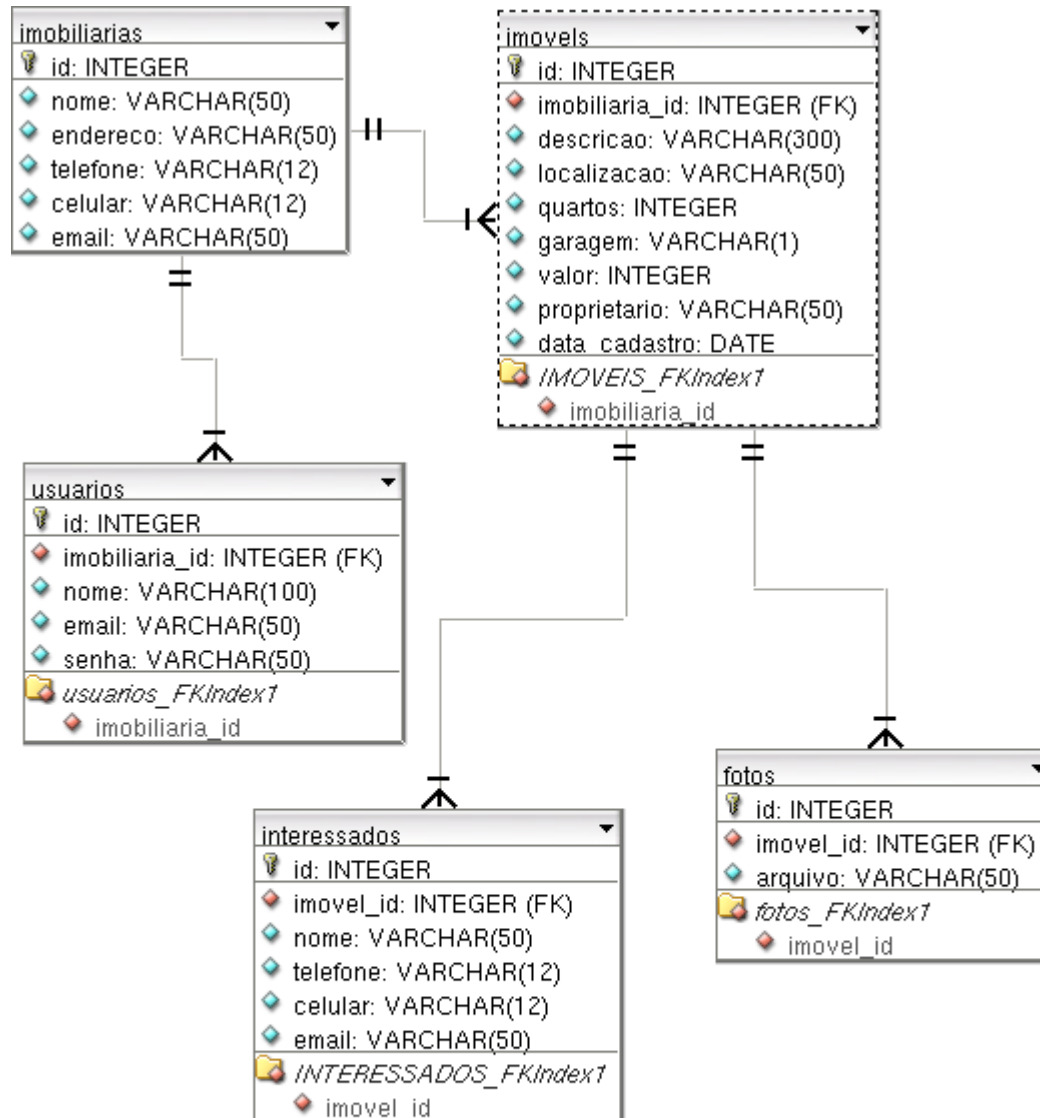 imobiliarias
id: INTEGER
nome: VARCHAR(50)
endereco: VARCHAR(50)
telefone: VARCHAR(12)
celular: VARCHAR(12)
email: VARCHAR(50)
imovels
id: INTEGER
imobiliaria_id: INTEGER (FK)
descricao: VARCHAR(300)
localizacao: VARCHAR(50)
quartos: INTEGER
garagem: VARCHAR(1)
valor: INTEGER
proprietario: VARCHAR(50)
data_cadastro: DATE
IMOVEIS_FKIndex1
imobiliaria_id
usuarios
id: INTEGER
imobiliaria_id: INTEGER (FK)
nome: VARCHAR(100)
email: VARCHAR(50)
senha: VARCHAR(50)
usuarios_FKIndex1
imobiliaria_id
interessados
id: INTEGER
imovel_id: INTEGER (FK)
nome: VARCHAR(50)
telefone: VARCHAR(12)
celular: VARCHAR(12)
email: VARCHAR(50)
INTERESSADOS_FKIndex1
imovel_id
fotos
id: INTEGER
imovel_id: INTEGER (FK)
arquivo: VARCHAR(50)
fotos_FKIndex1
imovel_id